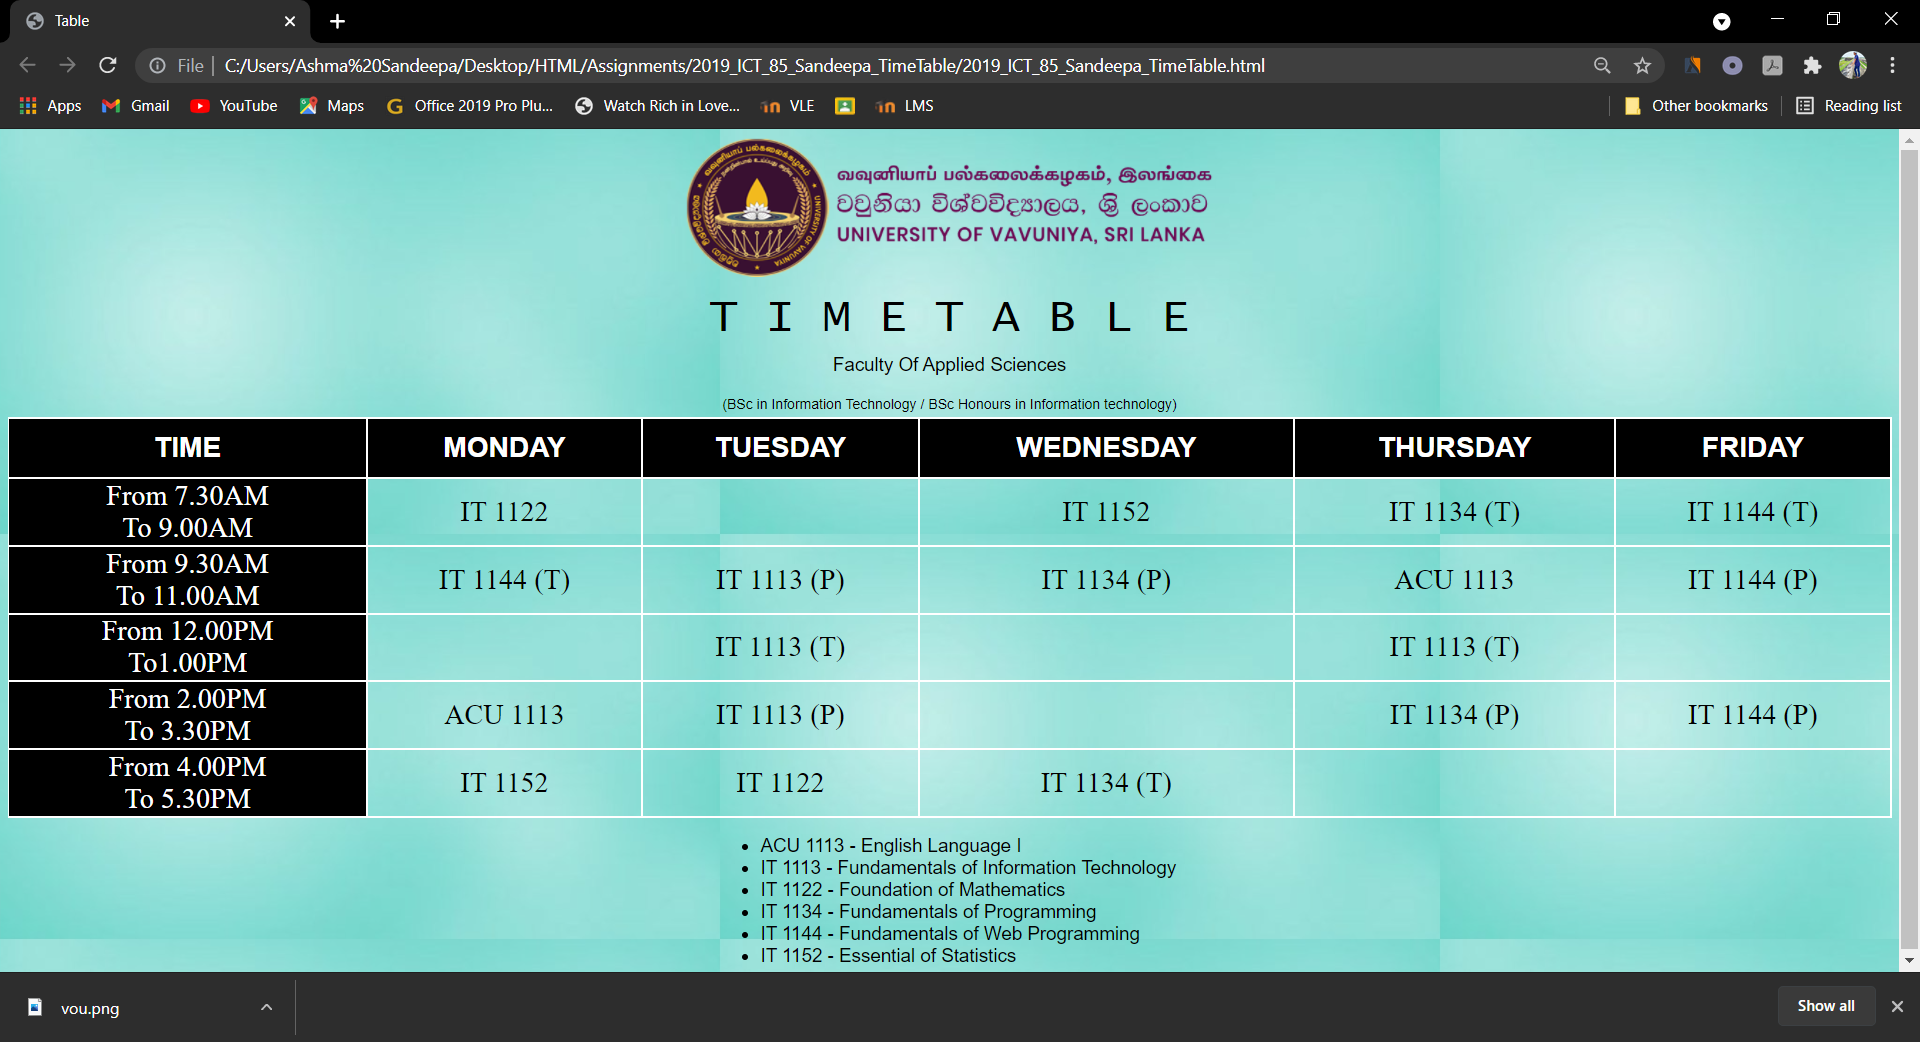 Table
File
C:/Users/Ashma%20Sandeepa/Desktop/HTML/Assignments/2019_ICT_85_Sandeepa_TimeTable/2019_ICT_85_Sandeepa_TimeTable.html
Apps Gmail YouTube Maps Office 2019 Pro Plu... Watch Rich in Love... VLE LMS Other bookmarks Reading list
வவுனியாப் பல்கலைக்கழகம், இலங்கை
වවුනියා විශ්වවිද්‍යාලය, ශ්‍රී ලංකාව
UNIVERSITY OF VAVUNIYA, SRI LANKA
T I M E T A B L E
Faculty Of Applied Sciences
(BSc in Information Technology / BSc Honours in Information technology)
TIME MONDAY TUESDAY WEDNESDAY THURSDAY FRIDAY
From 7.30AM
To 9.00AM
IT 1122 IT 1152 IT 1134 (T) IT 1144 (T)
From 9.30AM
To 11.00AM
IT 1144 (T) IT 1113 (P) IT 1134 (P) ACU 1113 IT 1144 (P)
From 12.00PM
To1.00PM
IT 1113 (T) IT 1113 (T)
From 2.00PM
To 3.30PM
ACU 1113 IT 1113 (P) IT 1134 (P) IT 1144 (P)
From 4.00PM
To 5.30PM
IT 1152 IT 1122 IT 1134 (T)
• ACU 1113 - English Language I
• IT 1113 - Fundamentals of Information Technology
• IT 1122 - Foundation of Mathematics
• IT 1134 - Fundamentals of Programming
• IT 1144 - Fundamentals of Web Programming
• IT 1152 - Essential of Statistics
vou.png Show all